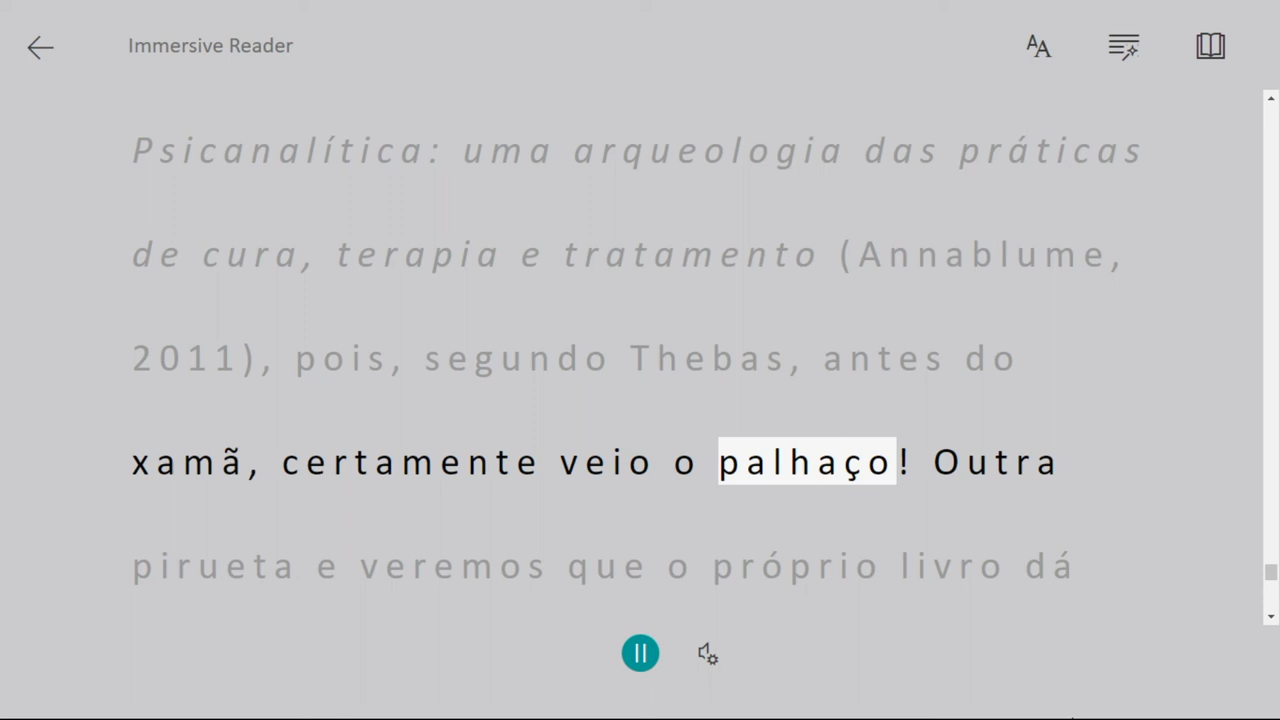 Immersive Reader
Psicanalítica: uma arqueologia das práticas
de cura, terapia e tratamento (Annablume,
2011), pois, segundo Thebas, antes do
xamã, certamente veio o palhaço! Outra
pirueta e veremos que o próprio livro dá